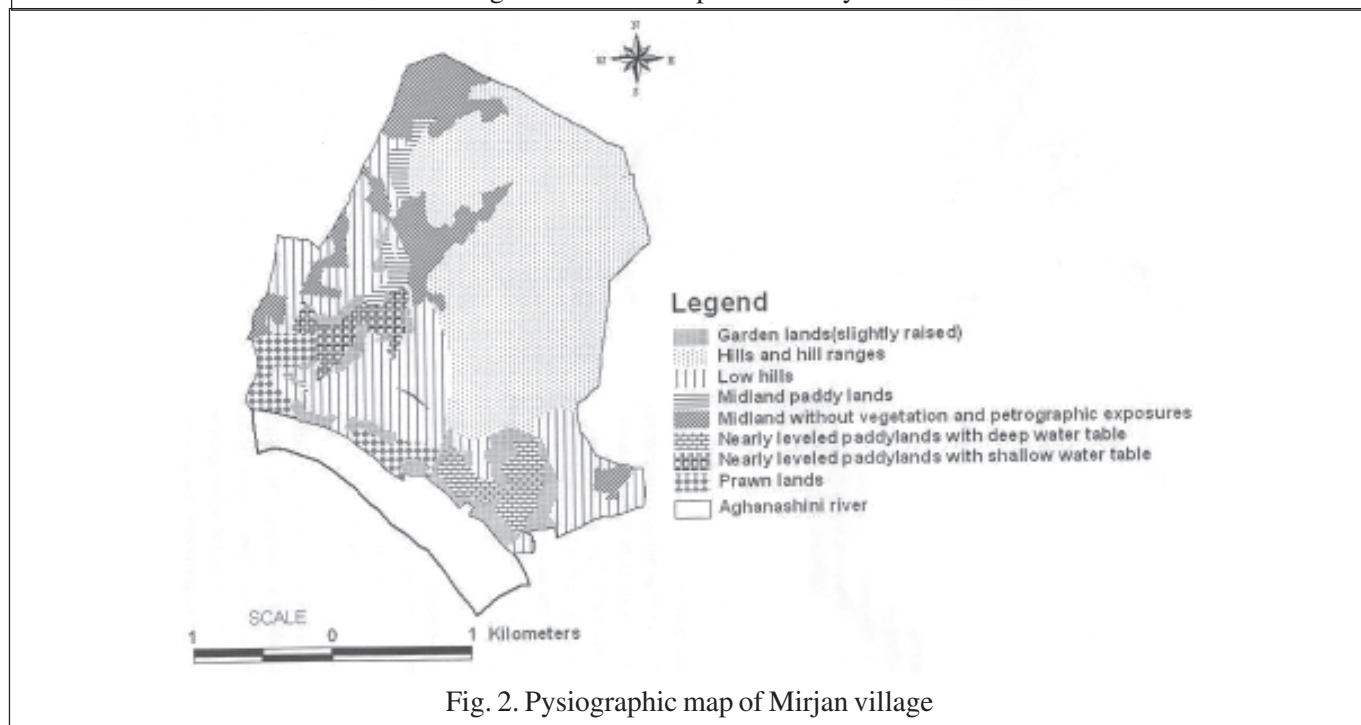 N
W E
S
Legend
Garden lands(slightly raised)
Hills and hill ranges
Low hills
Midland paddy lands
Midland without vegetation and petrographic exposures
Nearly leveled paddylands with deep water table
Nearly leveled paddylands with shallow water table
Prawn lands
Aghanashini river
SCALE
1 0 1 Kilometers
Fig. 2. Pysiographic map of Mirjan village